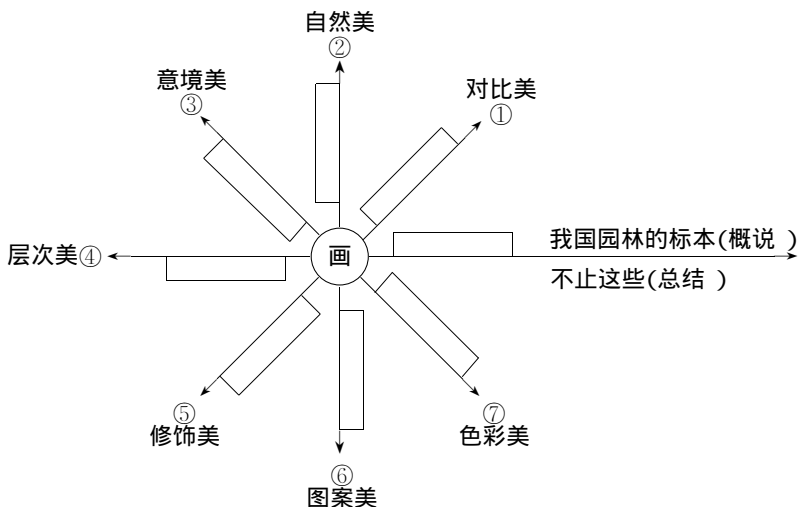 自然美
②
意境美
③
对比美
①
层次美④
画
我国园林的标本(概说 )
不止这些(总结 )
⑤
修饰美
⑦
色彩美
⑥
图案美